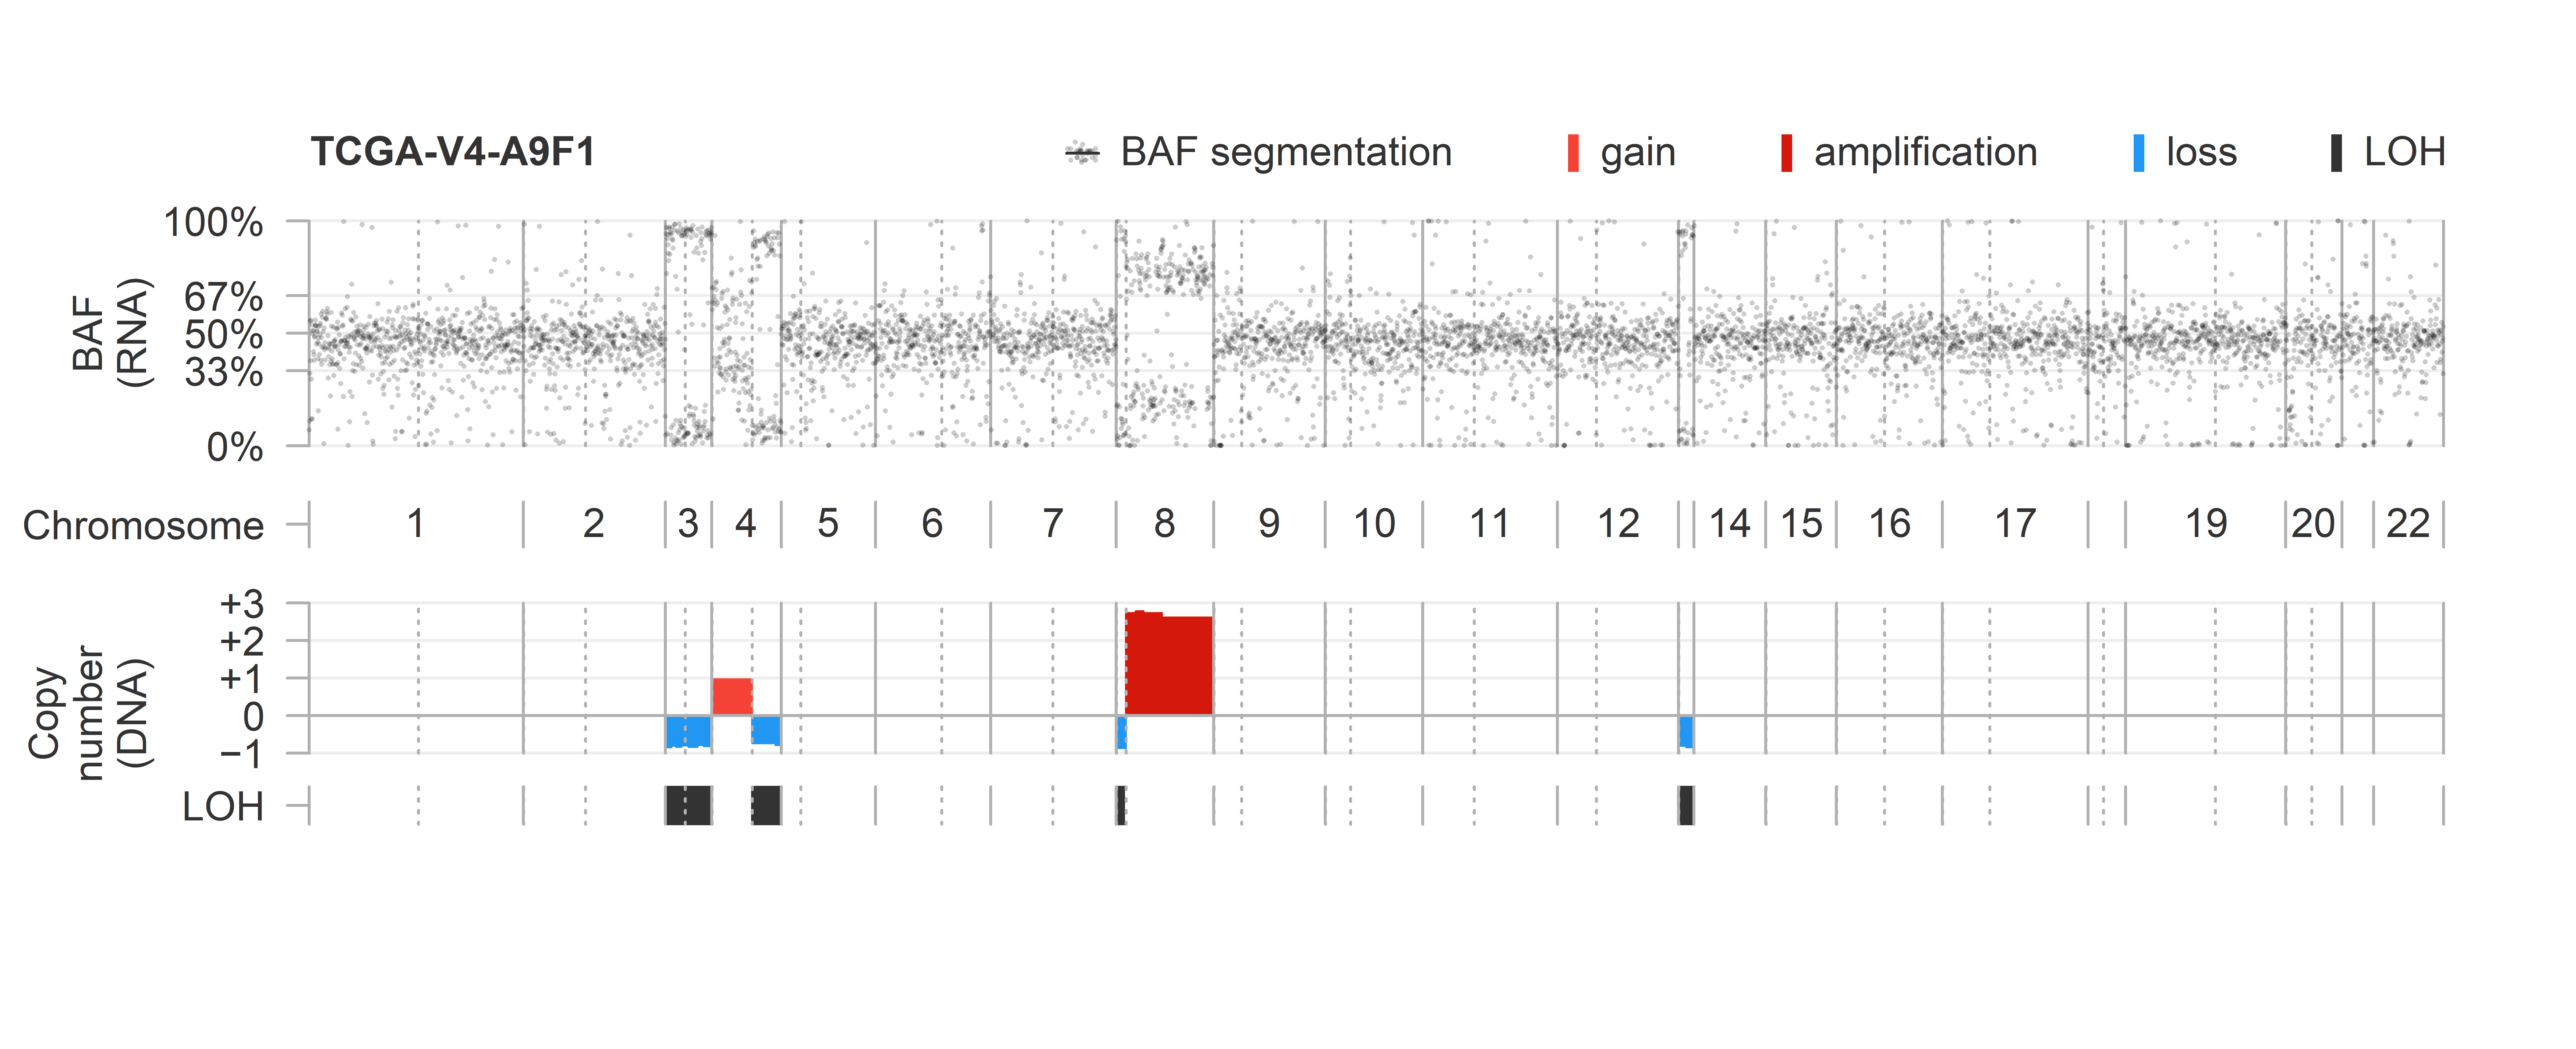 TCGA-V4-A9F1
BAF segmentation gain amplification loss LOH
BAF
(RNA)
100%
67%
50%
33%
0%
Chromosome 1 2 3 4 5 6 7 8 9 10 11 12 14 15 16 17 19 20 22
Copy
number
(DNA)
+3
+2
+1
0
−1
LOH